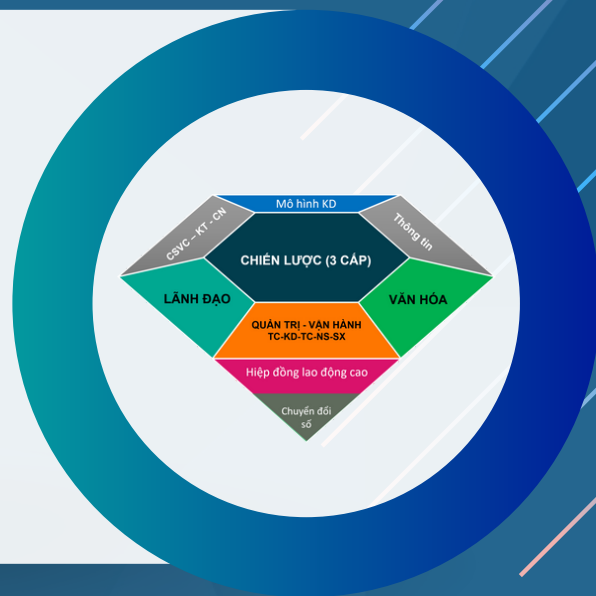 Mô hình KD
CSVC – KT - CN
Thông tin
CHIẾN LƯỢC (3 CẤP)
LÃNH ĐẠO
VĂN HÓA
QUẢN TRỊ - VẬN HÀNH
TC-KD-TC-NS-SX
Hiệp đồng lao động cao
Chuyển đổi
số